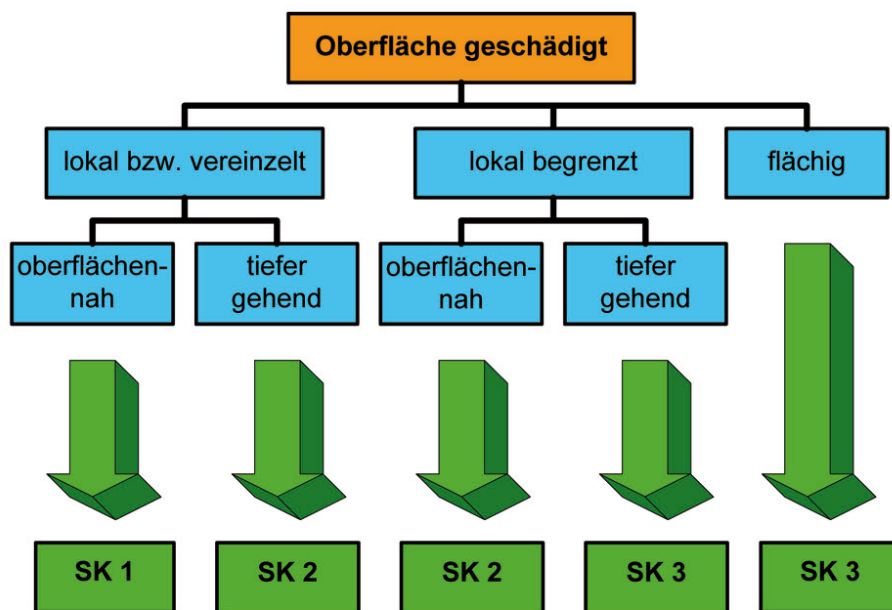 Oberfläche geschädigt
lokal bzw. vereinzelt
lokal begrenzt
flächig
oberflächen-
nah
tiefer
gehend
oberflächen-
nah
tiefer
gehend
SK 1
SK 2
SK 2
SK 3
SK 3